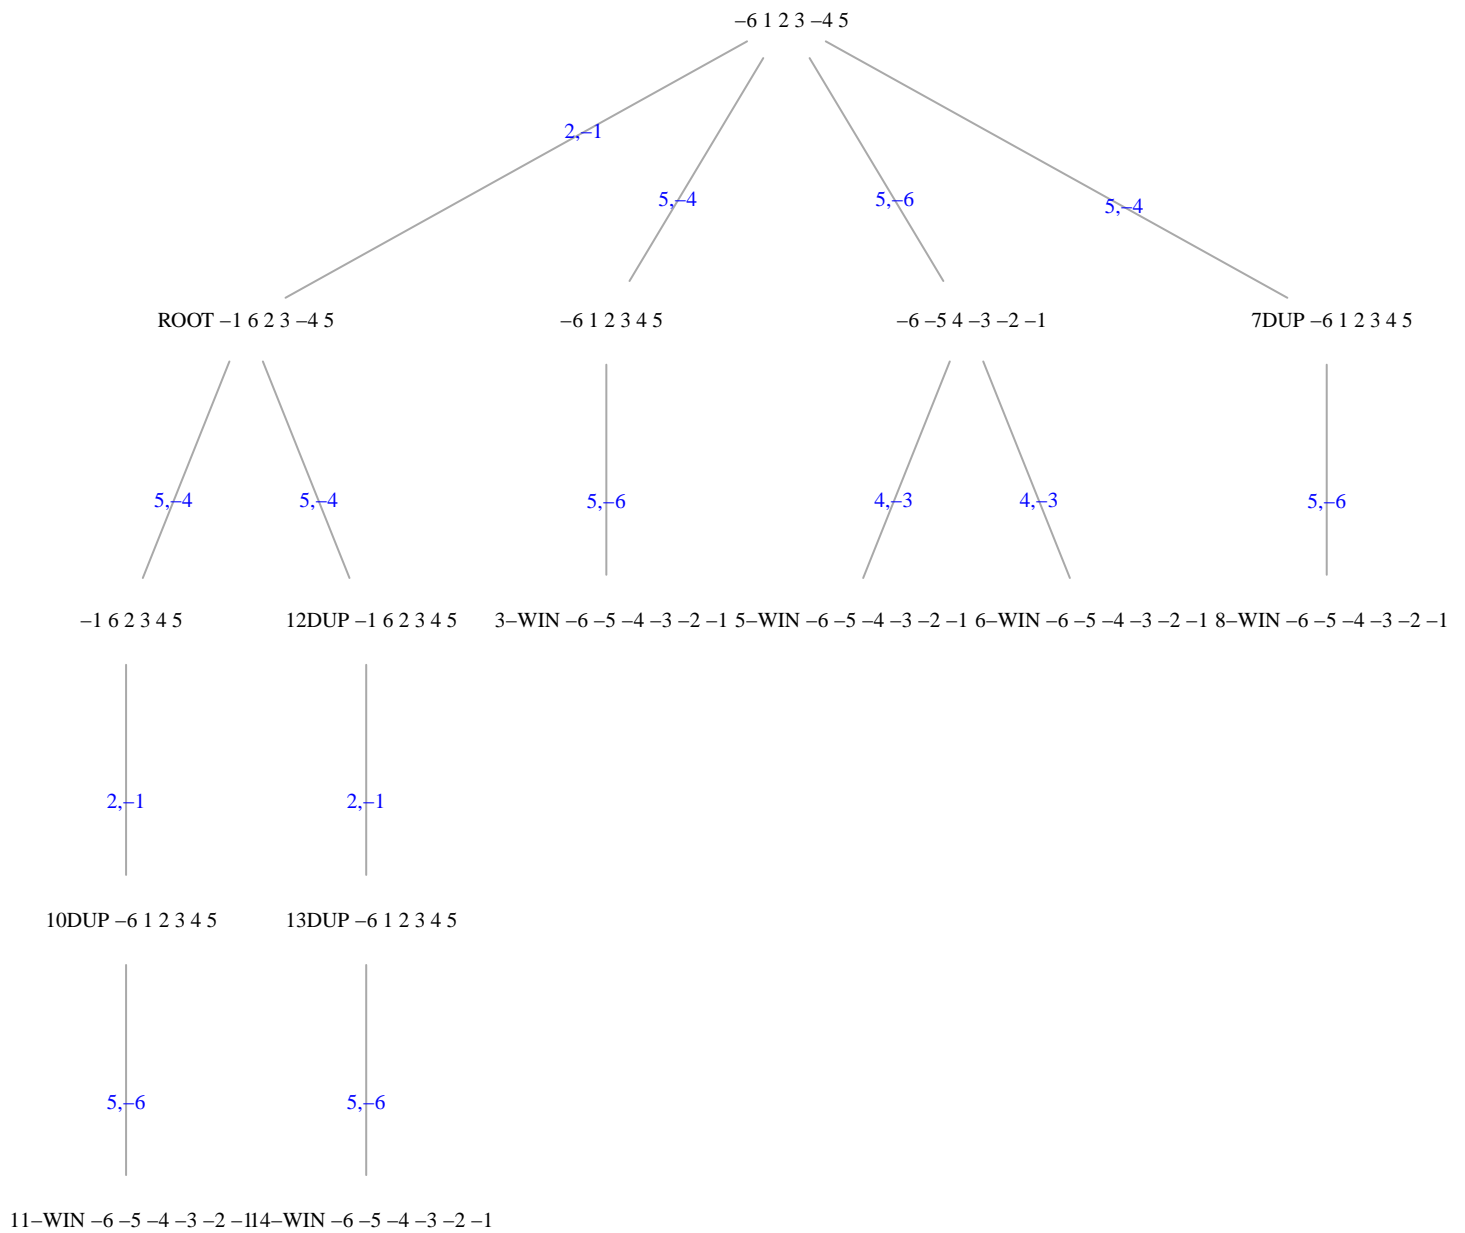 −6 1 2 3 −4 5
2,−1
5,−4
5,−6
5,−4
ROOT −1 6 2 3 −4 5
−6 1 2 3 4 5
−6 −5 4 −3 −2 −1
7DUP −6 1 2 3 4 5
5,−4
5,−4
5,−6
4,−3
4,−3
5,−6
−1 6 2 3 4 5
12DUP −1 6 2 3 4 5
3−WIN −6 −5 −4 −3 −2 −1
5−WIN −6 −5 −4 −3 −2 −1
6−WIN −6 −5 −4 −3 −2 −1
8−WIN −6 −5 −4 −3 −2 −1
2,−1
2,−1
10DUP −6 1 2 3 4 5
13DUP −6 1 2 3 4 5
5,−6
5,−6
11−WIN −6 −5 −4 −3 −2 −1
14−WIN −6 −5 −4 −3 −2 −1